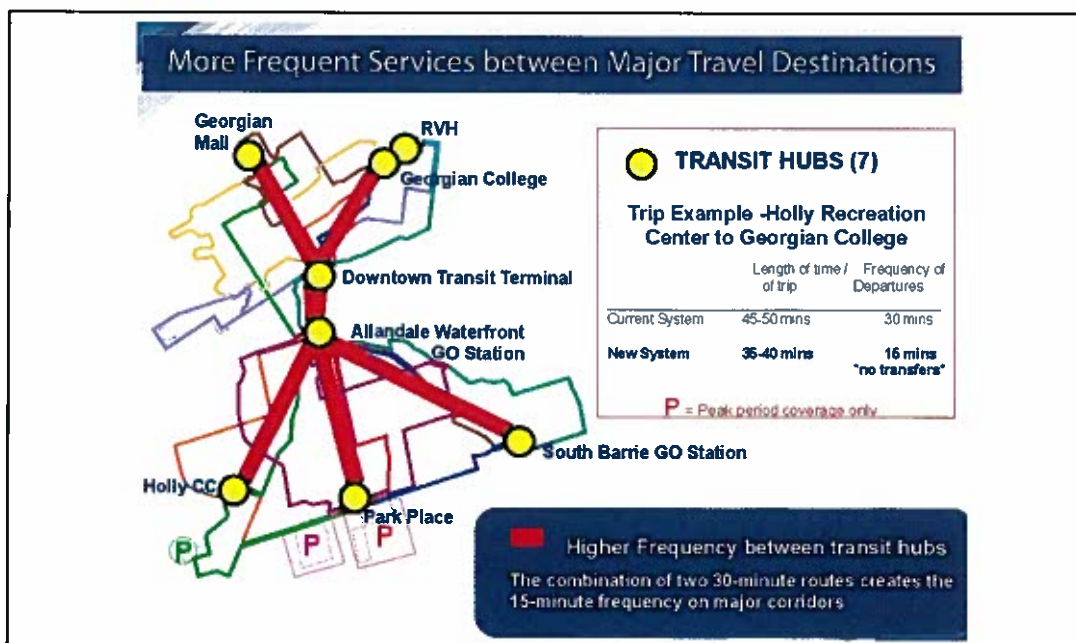 More Frequent Services between Major Travel Destinations
Georgian
Mall
RVH
Georgian College
Downtown Transit Terminal
Allandale Waterfront
GO Station
South Barrie GO Station
Holly CC
Park Place
P
P
P
TRANSIT HUBS (7)
Trip Example -Holly Recreation
Center to Georgian College
Length of time / Frequency of
of trip Departures
Current System 45-50 mins 30 mins
New System 35-40 mins 15 mins
*no transfers*
P = Peak period coverage only
Higher Frequency between transit hubs
The combination of two 30-minute routes creates the
15-minute frequency on major corridors